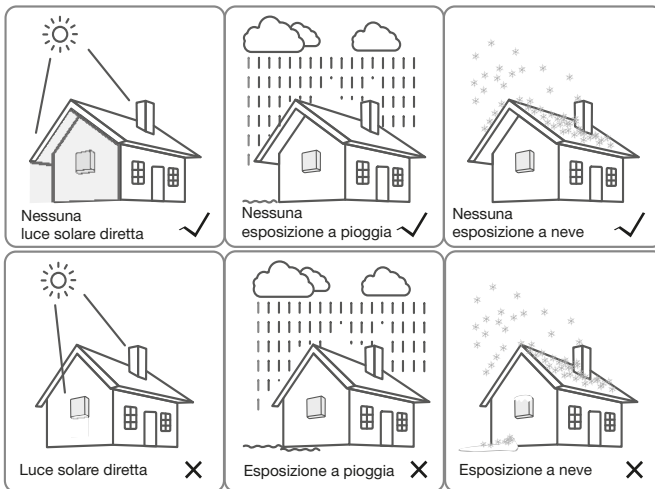 Nessuna
luce solare diretta
Nessuna
esposizione a pioggia
Nessuna
esposizione a neve
Luce solare diretta
Esposizione a pioggia
Esposizione a neve